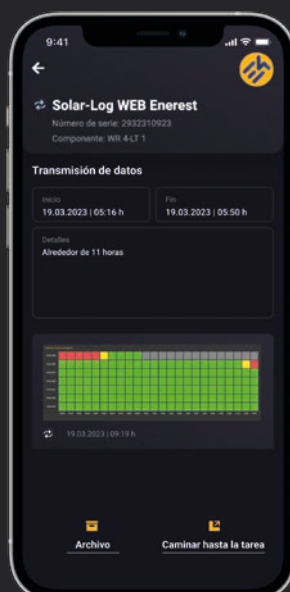 9:41
Solar-Log WEB Enerest
Número de serie: 2932310923
Componente: WR 4-LT 1
Transmisión de datos
Inicio
19.03.2023 | 05:16 h
Fin
19.03.2023 | 05:50 h
Detalles
Alrededor de 11 horas
19.03.2023 | 09:19 h
Archivo
Caminar hasta la tarea